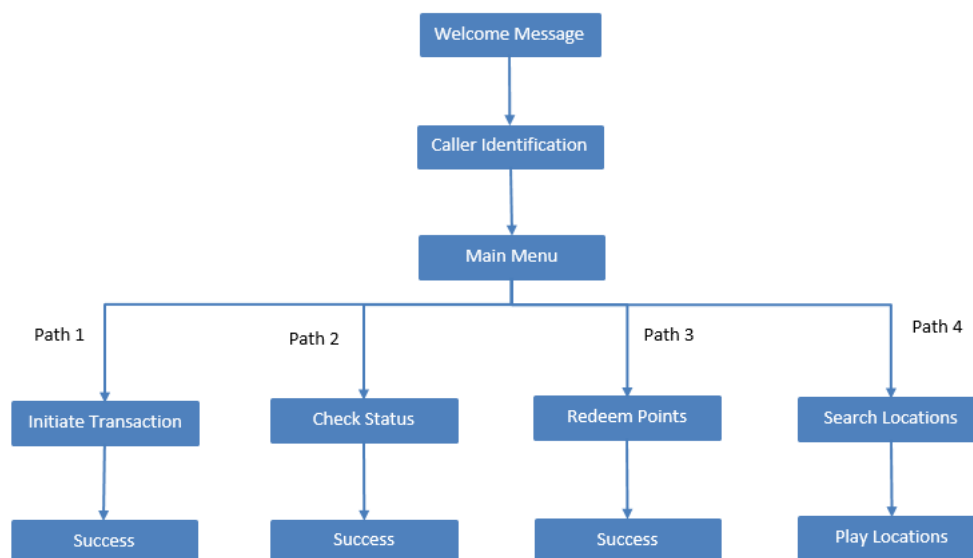 Welcome Message
Caller Identification
Main Menu
Path 1
Path 2
Path 3
Path 4
Initiate Transaction
Check Status
Redeem Points
Search Locations
Success
Success
Success
Play Locations